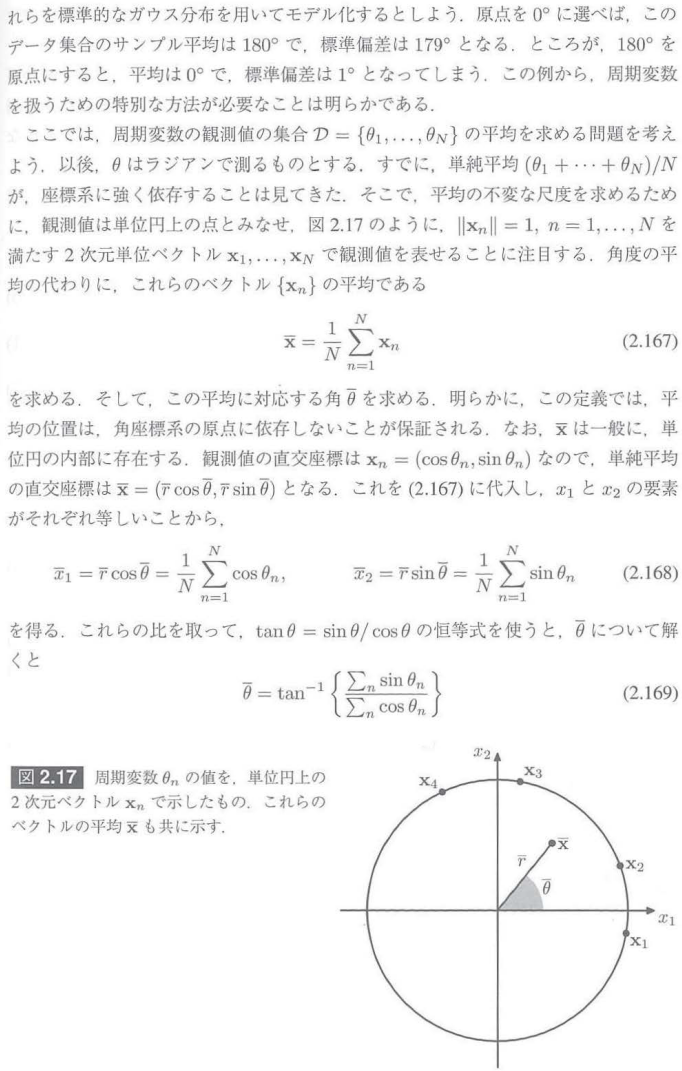 れらを標準的なガウス分布を用いてモデル化するとしよう．原点を 0° に選べば，この
データ集合のサンプル平均は 180° で，標準偏差は 179° となる．ところが，180° を
原点にすると，平均は 0° で，標準偏差は 1° となってしまう．この例から，周期変数
を扱うための特別な方法が必要なことは明らかである．
ここでは，周期変数の観測値の集合 𝒟 = {θ₁, . . . , θ_N} の平均を求める問題を考え
よう．以後，θ はラジアンで測るものとする．すでに，単純平均 (θ₁ + · · · + θ_N)/N
が，座標系に強く依存することは見てきた．そこで，平均の不変な尺度を求めるため
に，観測値は単位円上の点とみなせ，図 2.17 のように，‖x_n‖ = 1, n = 1, . . . , N を
満たす 2 次元単位ベクトル x₁, . . . , x_N で観測値を表せることに注目する．角度の平
均の代わりに，これらのベクトル {x_n} の平均である
x̄ = 1/N ∑_{n=1}^{N} x_n (2.167)
を求める．そして，この平均に対応する角 θ̄ を求める．明らかに，この定義では，平
均の位置は，角座標系の原点に依存しないことが保証される．なお，x̄ は一般に，単
位円の内部に存在する．観測値の直交座標は x_n = (cos θ_n, sin θ_n) なので，単純平均
の直交座標は x̄ = (r̄ cos θ̄, r̄ sin θ̄) となる．これを (2.167) に代入し，x₁ と x₂ の要素
がそれぞれ等しいことから，
x̄₁ = r̄ cos θ̄ = 1/N ∑_{n=1}^{N} cos θ_n, x̄₂ = r̄ sin θ̄ = 1/N ∑_{n=1}^{N} sin θ_n (2.168)
を得る．これらの比を取って，tan θ = sin θ/ cos θ の恒等式を使うと，θ̄ について解
くと
θ̄ = tan⁻¹ {∑_n sin θ_n / ∑_n cos θ_n} (2.169)
図 2.17 周期変数 θ_n の値を，単位円上の
2 次元ベクトル x_n で示したもの．これらの
ベクトルの平均 x̄ も共に示す．
x₂
x₃
x₄
x̄
r̄
x₂
θ̄
x₁
x₁